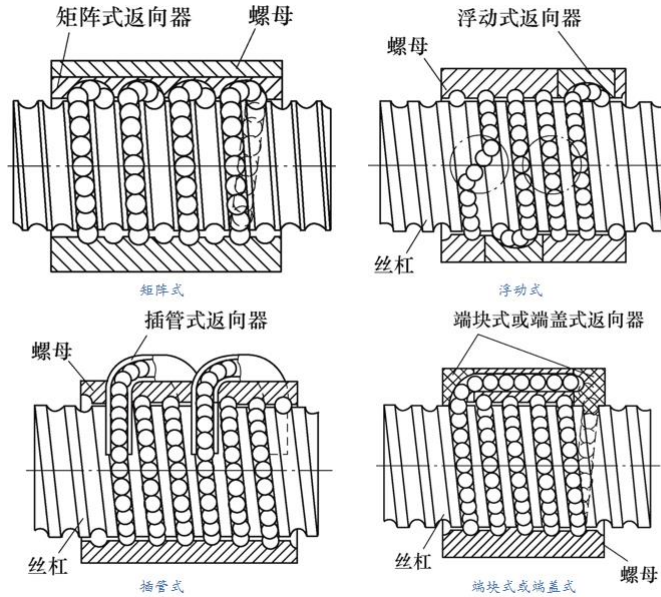 矩阵式返向器
螺母
矩阵式
浮动式返向器
螺母
丝杠
浮动式
插管式返向器
螺母
丝杠
插管式
端块式或端盖式返向器
丝杠
螺母
端块式或端盖式